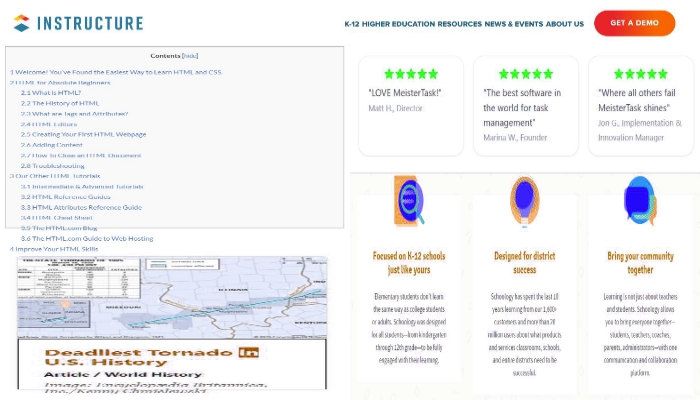 INSTRUCTURE
K-12 HIGHER EDUCATION RESOURCES NEWS & EVENTS ABOUT US
GET A DEMO
Contents [hide]
1 Welcome! You've Found the Easiest Way to Learn HTML and CSS
2 HTML for Absolute Beginners
2.1 What is HTML?
2.2 The History of HTML
2.3 What are Tags and Attributes?
2.4 HTML Editors
2.5 Creating Your First HTML Webpage
2.6 Adding Content
2.7 How To Close an HTML Document
2.8 Troubleshooting
3 Our Other HTML Tutorials
3.1 Intermediate & Advanced Tutorials
3.2 HTML Reference Guides
3.3 HTML Attributes Reference Guide
3.4 HTML Cheat Sheet
3.5 The HTML.com Blog
3.6 The HTML.com Guide to Web Hosting
4 Improve Your HTML Skills
MISSOURI
Deadliest Tornado in
U.S. History
Article / World History
Image: Encyclopædia Britannica,
Inc./Kenny Chmielewski
"LOVE MeisterTask!"
Matt H., Director
"The best software in
the world for task
management"
Marina W., Founder
"Where all others fail
MeisterTask shines"
Jon G., Implementation &
Innovation Manager
Focused on K-12 schools
just like yours
Elementary students don't learn
the same way as college students
or adults. Schoology was designed
for all students—from kindergarten
through 12th grade—to be fully
engaged with their learning.
Designed for district
success
Schoology has spent the last 10
years learning from our 1,600+
customers and more than 20
million users about what products
and services classrooms, schools,
and entire districts need to be
successful.
Bring your community
together
Learning is not just about teachers
and students. Schoology allows
you to bring everyone together—
students, teachers, coaches,
parents, administrators—with one
communication and collaboration
platform.